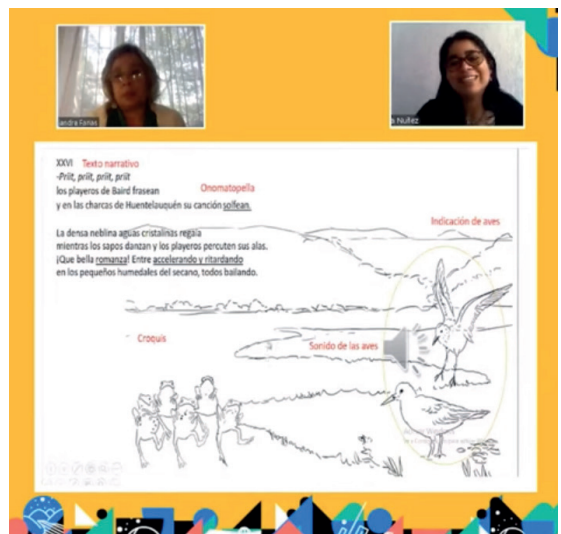 andra Farías
a Núñez
XXVI Texto narrativo
-Priit, priit, priit, priit
los playeros de Baird frasean
Onomatopella
y en las charcas de Huentelauquén su canción solfean.
Indicación de aves
La densa neblina aguas cristalinas regala
mientras los sapos danzan y los playeros percuten sus alas.
¡Que bella romanza! Entre accelerando y ritardando
en los pequeños humedales del secano, todos bailando.
Croquis
Sonido de las aves